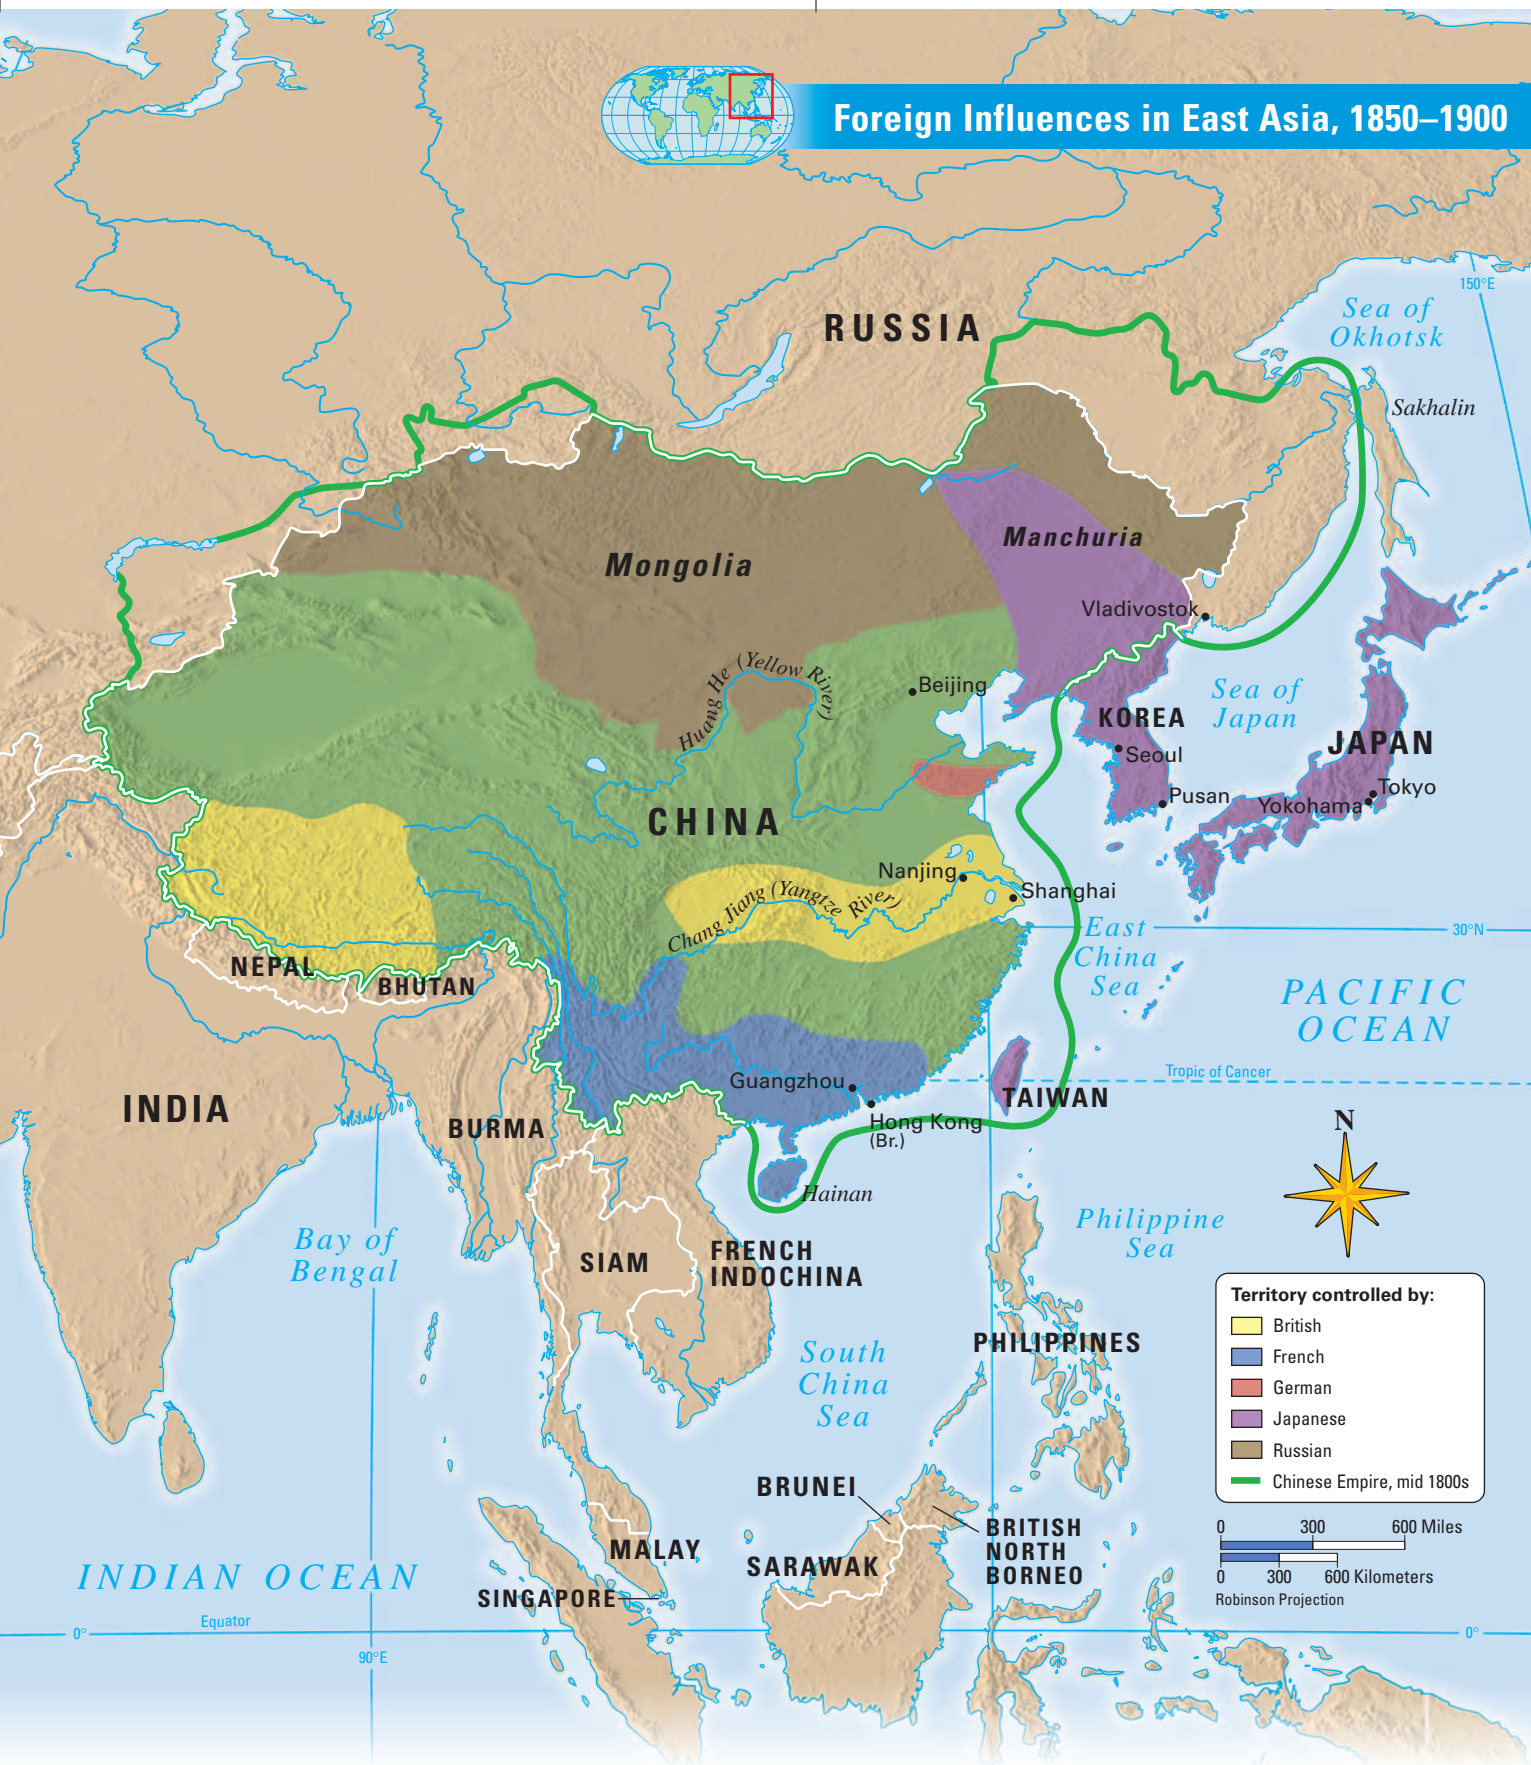 Foreign Influences in East Asia, 1850–1900
150°E
Sea of
Okhotsk
RUSSIA
Sakhalin
Mongolia
Manchuria
Vladivostok
Huang He (Yellow River)
Beijing
Sea of
Japan
KOREA
JAPAN
Seoul
Tokyo
Pusan
Yokohama
CHINA
Nanjing
Shanghai
Chang Jiang (Yangtze River)
30°N
East
China
Sea
NEPAL
BHUTAN
PACIFIC
OCEAN
Tropic of Cancer
Guangzhou
TAIWAN
INDIA
BURMA
Hong Kong
(Br.)
N
Hainan
Philippine
Sea
Bay of
Bengal
SIAM
FRENCH
INDOCHINA
PHILIPPINES
South
China
Sea
Territory controlled by:
British
French
German
Japanese
Russian
Chinese Empire, mid 1800s
BRUNEI
BRITISH
NORTH
BORNEO
MALAY
SARAWAK
SINGAPORE
INDIAN OCEAN
0 300 600 Miles
0 300 600 Kilometers
Robinson Projection
Equator
0°
0°
90°E